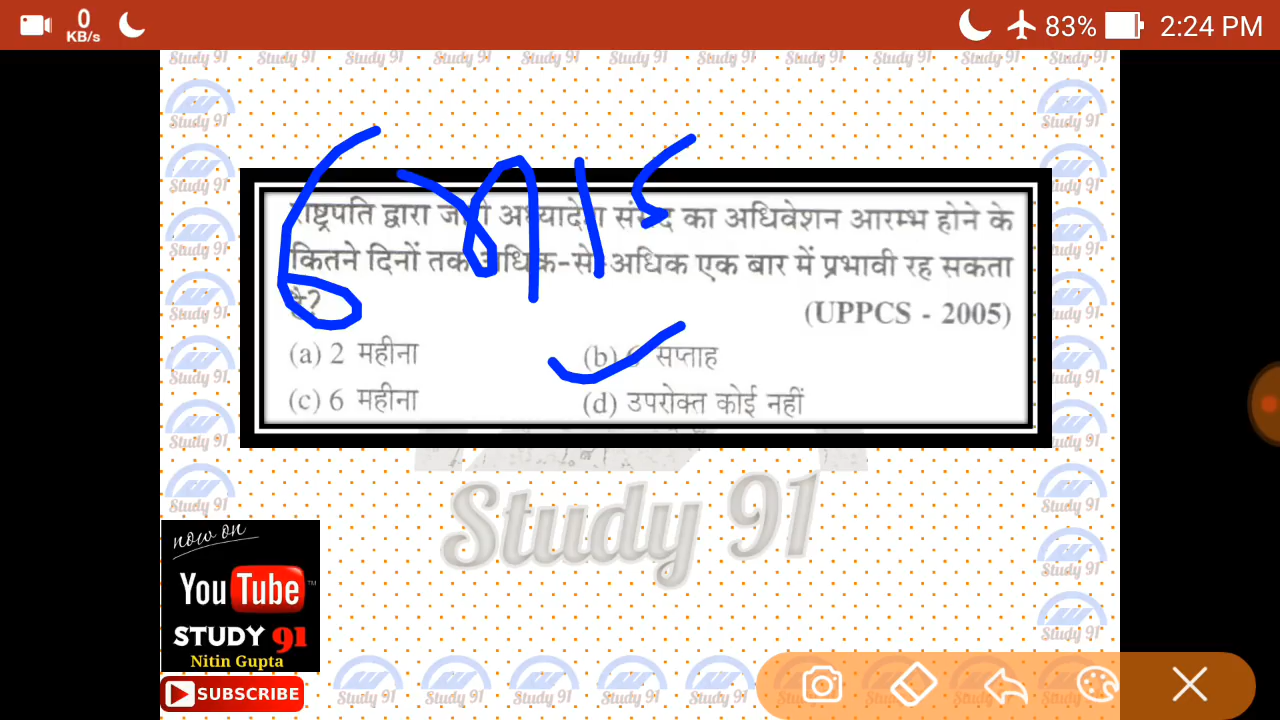 0
KB/s
83% 2:24 PM
राष्ट्रपति द्वारा जारी अध्यादेश संसद का अधिवेशन आरम्भ होने के
कितने दिनों तक अधिक-से-अधिक एक बार में प्रभावी रह सकता
है?
(UPPCS - 2005)
(a) 2 महीना
(b) 6 सप्ताह
(c) 6 महीना
(d) उपरोक्त कोई नहीं
6 माह
Study 91
now on
YouTube
STUDY 91
Nitin Gupta
SUBSCRIBE